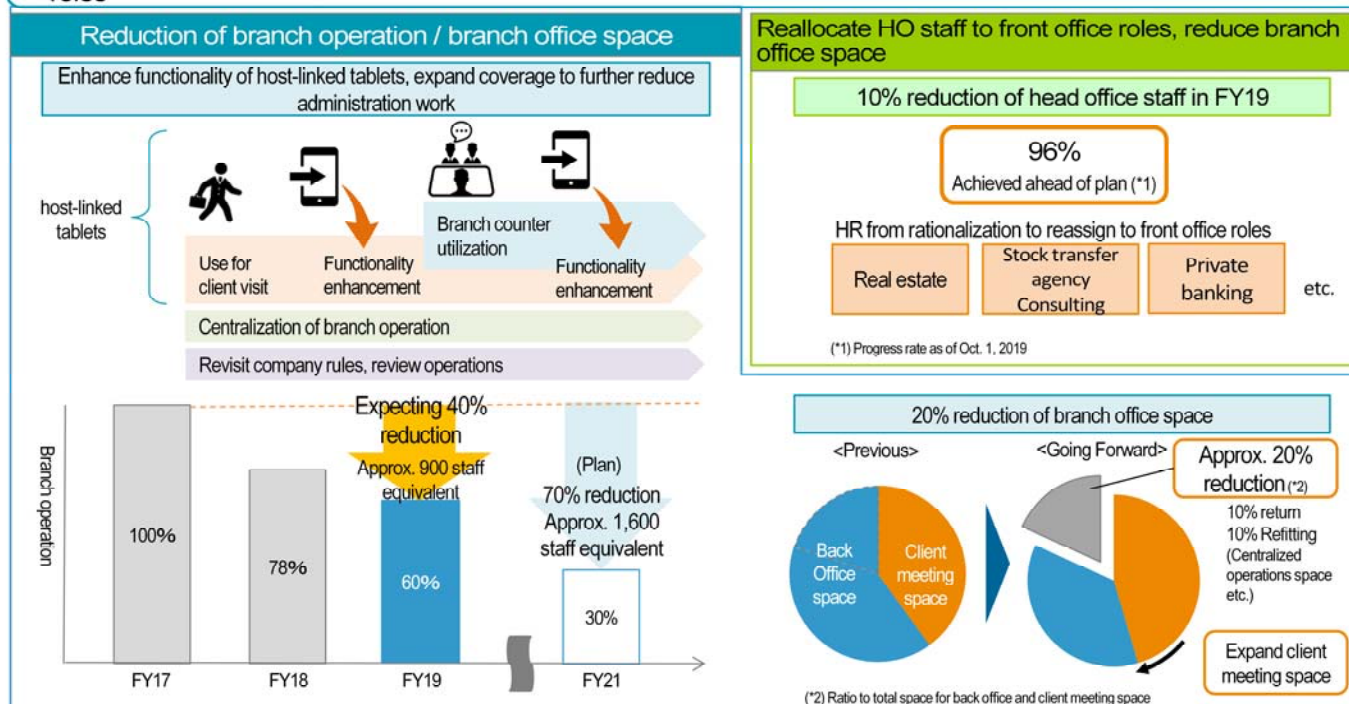 Reduction of branch operation / branch office space
Enhance functionality of host-linked tablets, expand coverage to further reduce
administration work
host-linked
tablets
Use for
client visit
Functionality
enhancement
Branch counter
utilization
Functionality
enhancement
Centralization of branch operation
Revisit company rules, review operations
Branch operation
100%
78%
Expecting 40%
reduction
Approx. 900 staff
equivalent
60%
(Plan)
70% reduction
Approx. 1,600
staff equivalent
30%
FY17
FY18
FY19
FY21
Reallocate HO staff to front office roles, reduce branch
office space
10% reduction of head office staff in FY19
96%
Achieved ahead of plan (*1)
HR from rationalization to reassign to front office roles
Real estate
Stock transfer
agency
Consulting
Private
banking
etc.
(*1) Progress rate as of Oct. 1, 2019
20% reduction of branch office space
<Previous>
<Going Forward>
Back
Office
space
Client
meeting
space
Approx. 20%
reduction (*2)
10% return
10% Refitting
(Centralized
operations space
etc.)
Expand client
meeting space
(*2) Ratio to total space for back office and client meeting space